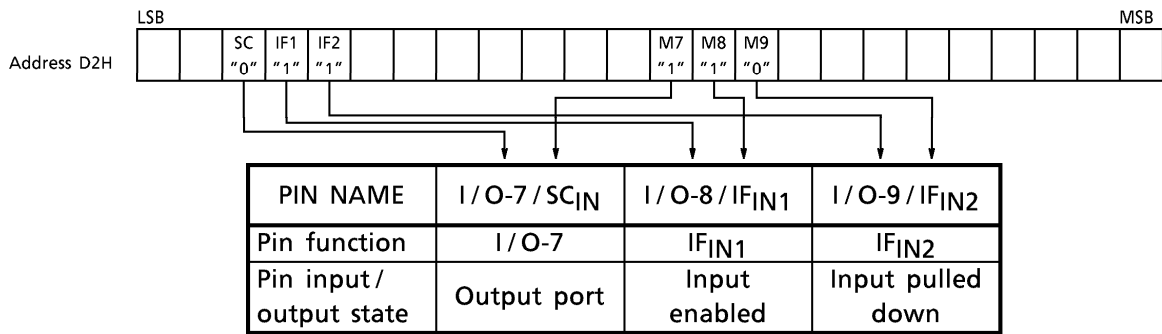 LSB MSB
SC IF1 IF2 M7 M8 M9
Address D2H "0" "1" "1" "1" "1" "0"
PIN NAME I/O-7/SCIN I/O-8/IFIN1 I/O-9/IFIN2
Pin function I/O-7 IFIN1 IFIN2
Pin input/ output state Output port Input enabled Input pulled down